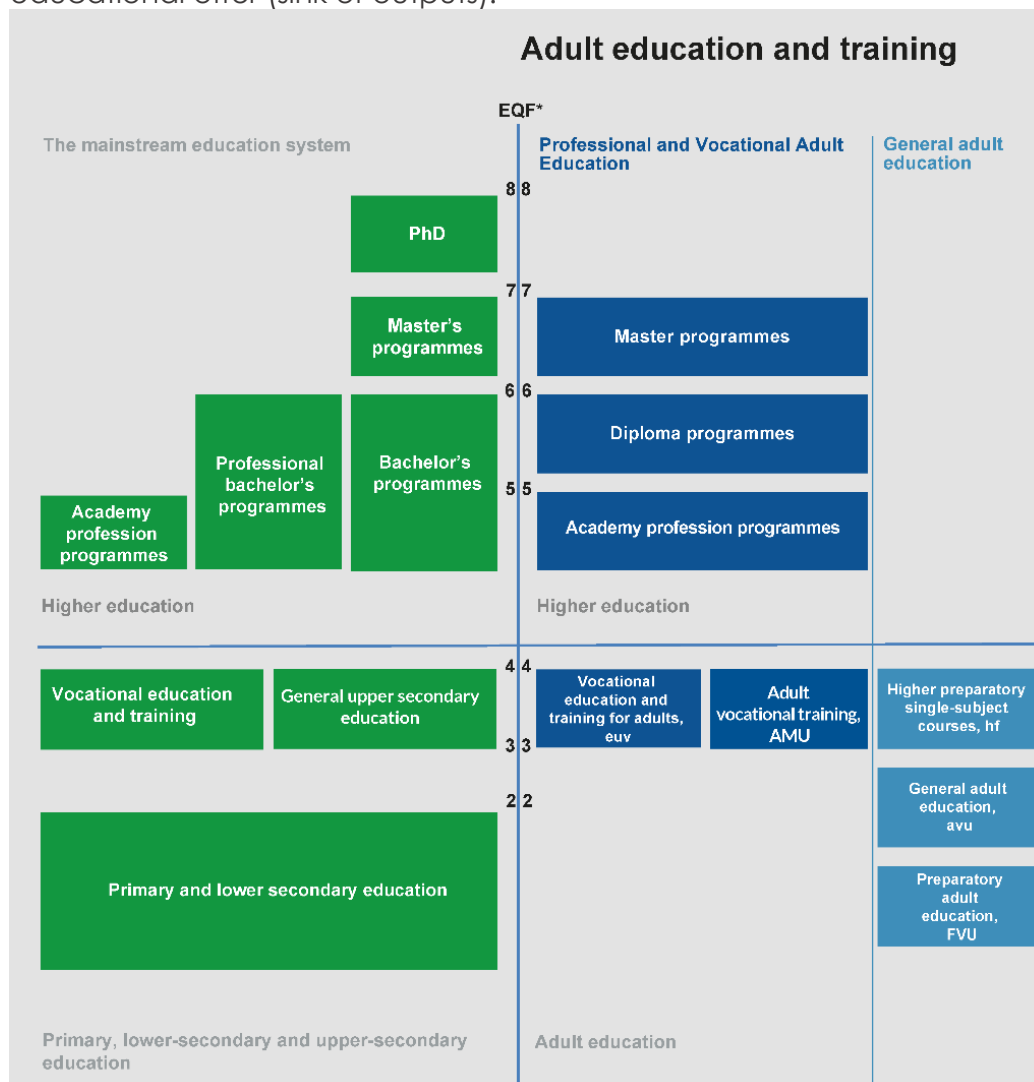 educational offer (sink of outputs).
Adult education and training
EQF*
The mainstream education system
Professional and Vocational Adult
Education
General adult
education
8 8
PhD
7 7
Master's
programmes
Master programmes
6 6
Professional
bachelor's
programmes
Bachelor's
programmes
Diploma programmes
5 5
Academy
profession
programmes
Academy profession programmes
Higher education
Higher education
4 4
Vocational education
and training
General upper secondary
education
Vocational
education and
training for adults,
euv
Adult
vocational training,
AMU
Higher preparatory
single-subject
courses, hf
3 3
General adult
education,
avu
2 2
Primary and lower secondary education
Preparatory
adult
education,
FVU
Primary, lower-secondary and upper-secondary
education
Adult education